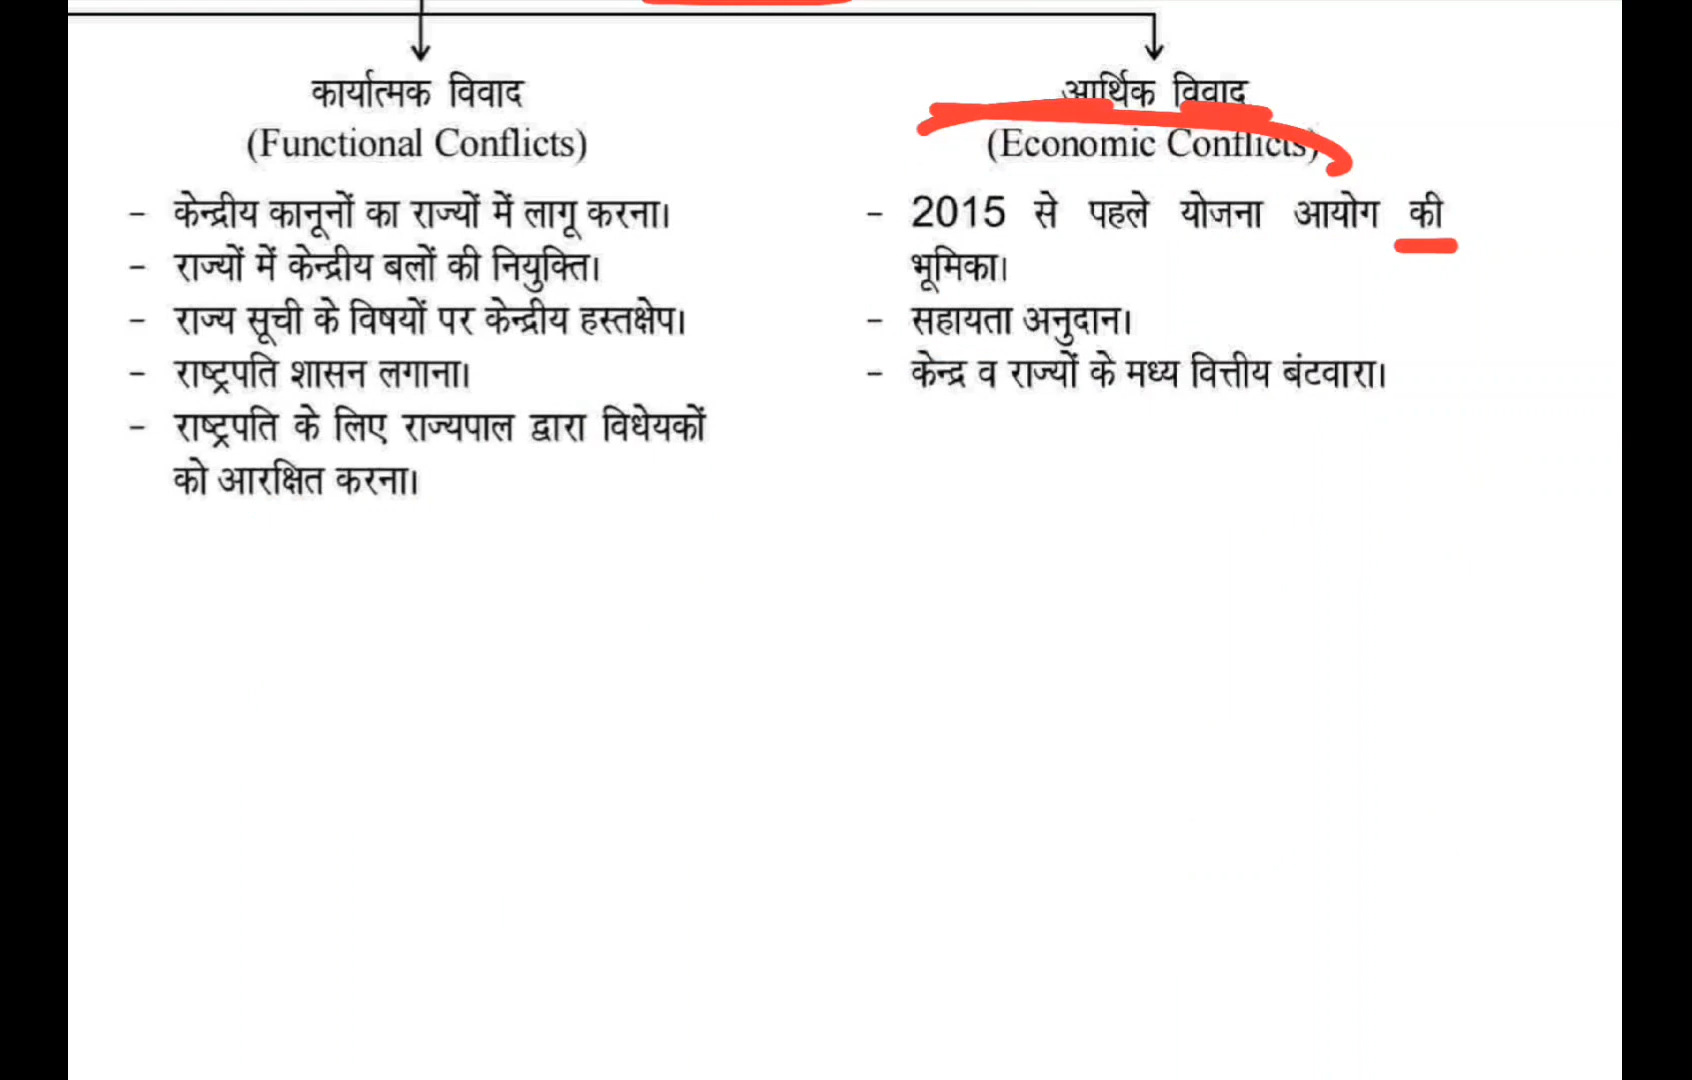 कार्यात्मक विवाद
(Functional Conflicts)
- केन्द्रीय कानूनों का राज्यों में लागू करना।
- राज्यों में केन्द्रीय बलों की नियुक्ति।
- राज्य सूची के विषयों पर केन्द्रीय हस्तक्षेप।
- राष्ट्रपति शासन लगाना।
- राष्ट्रपति के लिए राज्यपाल द्वारा विधेयकों
को आरक्षित करना।
आर्थिक विवाद
(Economic Conflicts)
- 2015 से पहले योजना आयोग की
भूमिका।
- सहायता अनुदान।
- केन्द्र व राज्यों के मध्य वित्तीय बंटवारा।